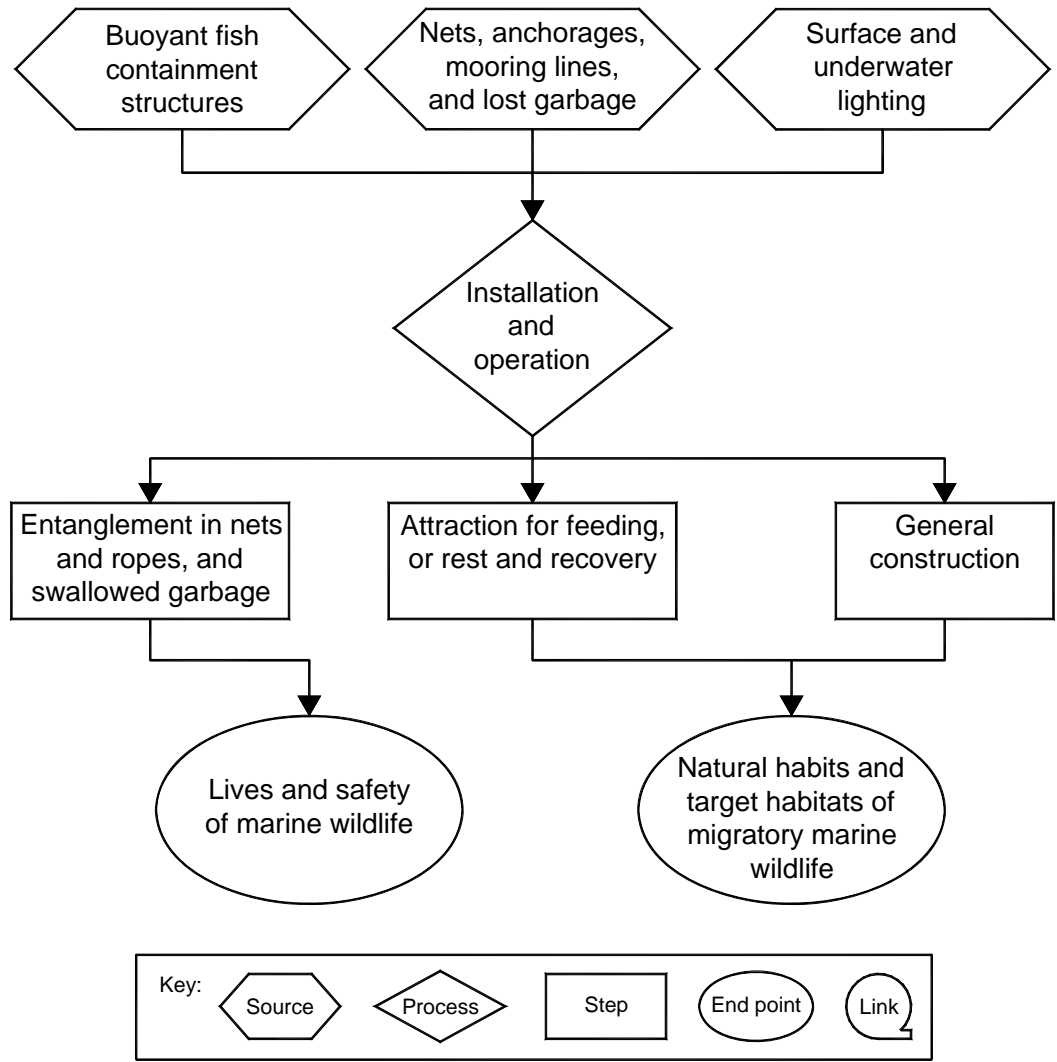 Buoyant fish
containment
structures
Nets, anchorages,
mooring lines,
and lost garbage
Surface and
underwater
lighting
Installation
and
operation
Entanglement in nets
and ropes, and
swallowed garbage
Attraction for feeding,
or rest and recovery
General
construction
Lives and safety
of marine wildlife
Natural habits and
target habitats of
migratory marine
wildlife
Key:
Source
Process
Step
End point
Link